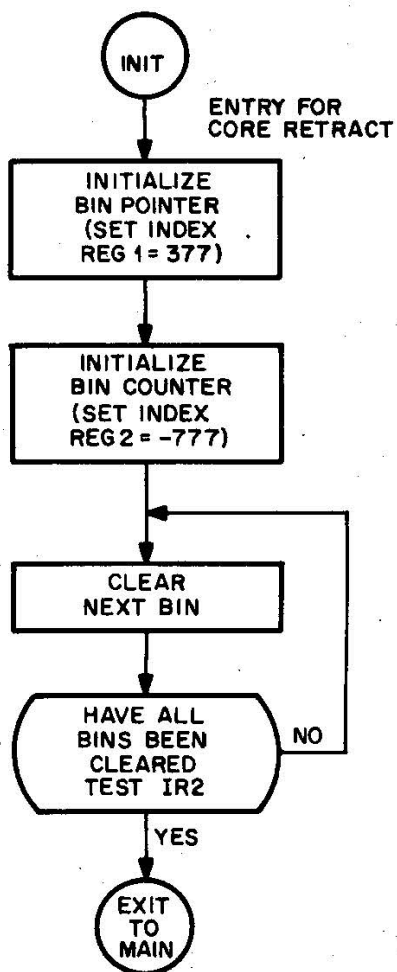 INIT
ENTRY FOR
CORE RETRACT
INITIALIZE
BIN POINTER
(SET INDEX
REG 1 = 377)
INITIALIZE
BIN COUNTER
(SET INDEX
REG 2 = -777)
CLEAR
NEXT BIN
HAVE ALL
BINS BEEN
CLEARED
TEST IR2
NO
YES
EXIT
TO
MAIN